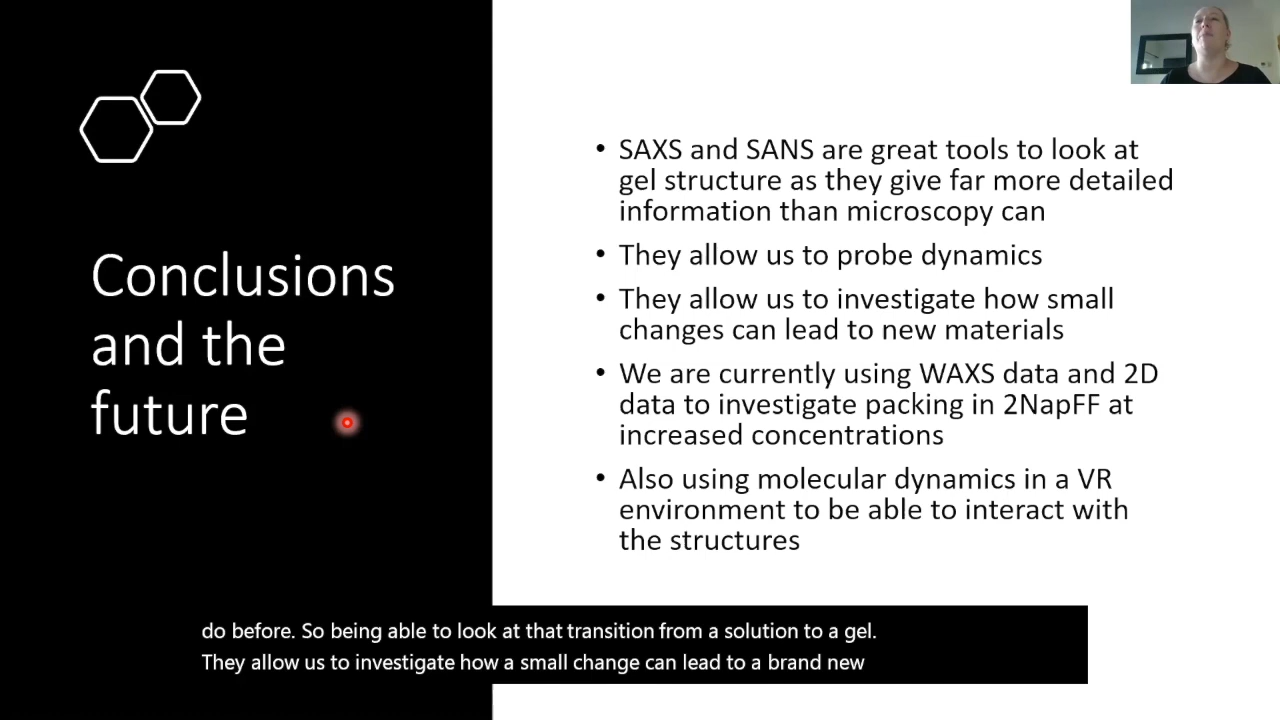 Conclusions
and the
future
• SAXS and SANS are great tools to look at
gel structure as they give far more detailed
information than microscopy can
• They allow us to probe dynamics
• They allow us to investigate how small
changes can lead to new materials
• We are currently using WAXS data and 2D
data to investigate packing in 2NapFF at
increased concentrations
• Also using molecular dynamics in a VR
environment to be able to interact with
the structures
do before. So being able to look at that transition from a solution to a gel.
They allow us to investigate how a small change can lead to a brand new